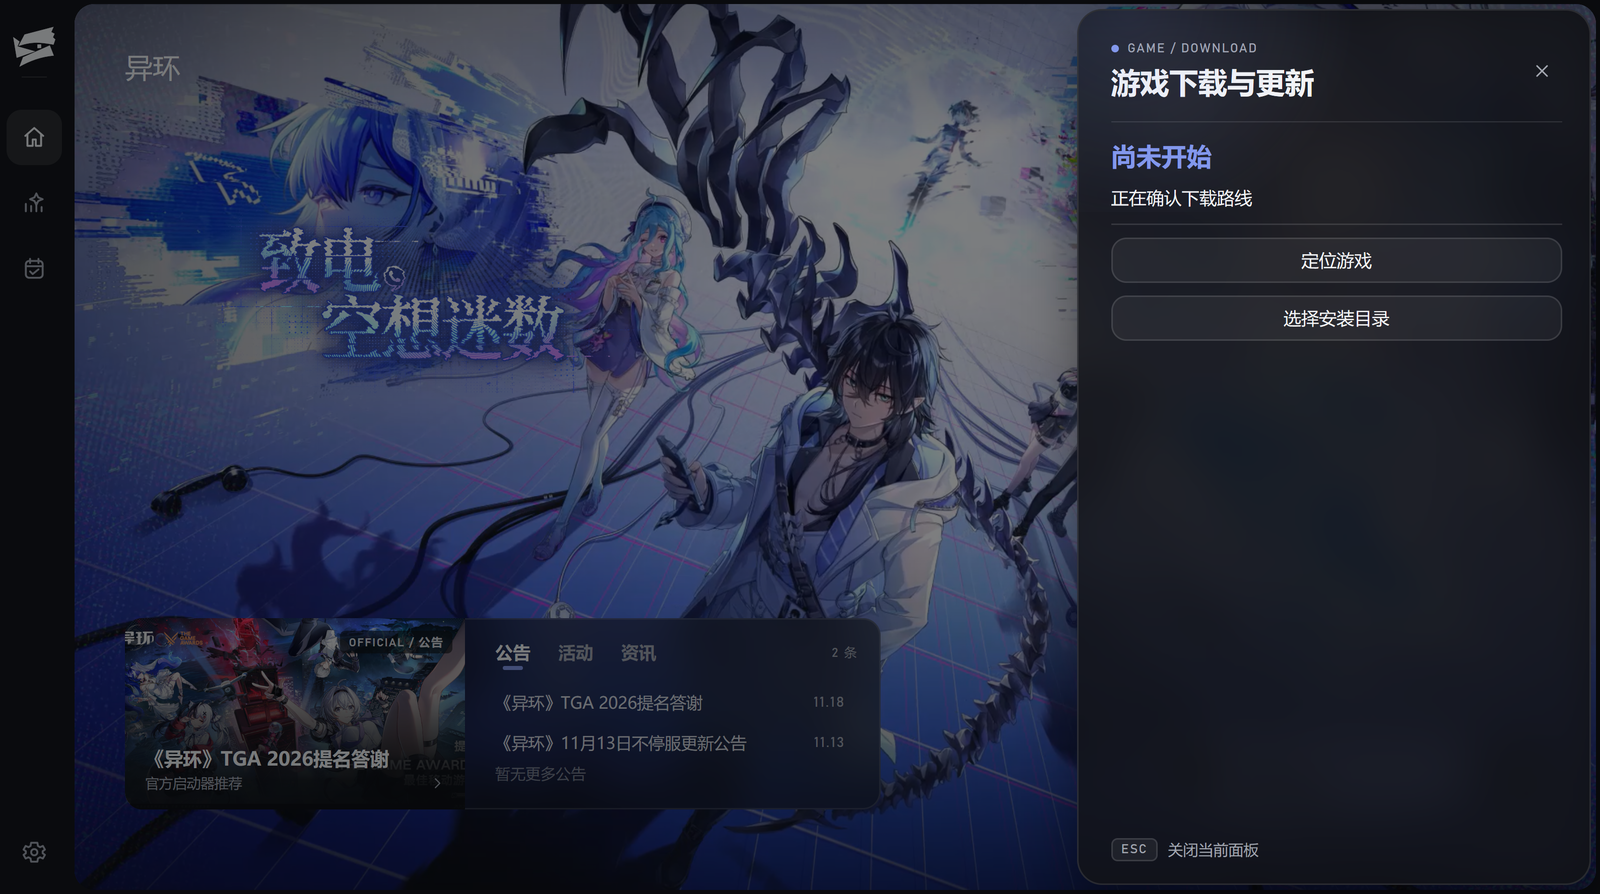 异环
致电
空想迷数
异环
OFFICIAL / 公告
《异环》TGA 2026提名答谢
官方启动器推荐
公告
活动
资讯
2 条
《异环》TGA 2026提名答谢
11.18
《异环》11月13日不停服更新公告
11.13
暂无更多公告
GAME / DOWNLOAD
游戏下载与更新
尚未开始
正在确认下载路线
定位游戏
选择安装目录
ESC
关闭当前面板